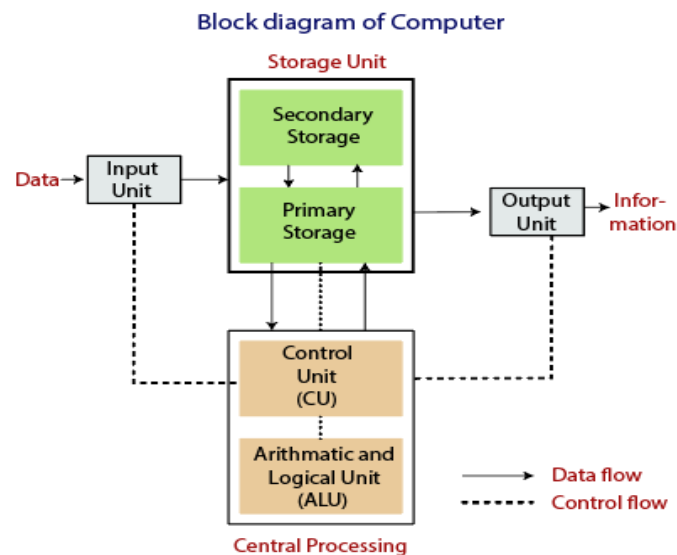 Block diagram of Computer
Storage Unit
Secondary
Storage
Data
Input
Unit
Primary
Storage
Output
Unit
Infor-
mation
Control
Unit
(CU)
Arithmatic and
Logical Unit
(ALU)
Data flow
Control flow
Central Processing